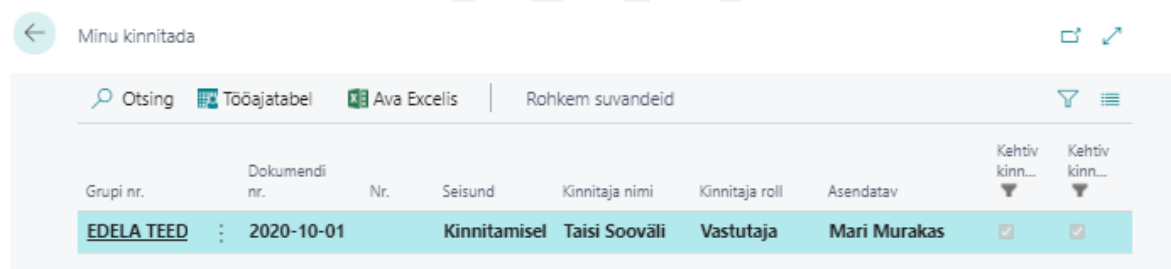 Minu kinnitada
Otsing Tööajatabel Ava Excelis Rohkem suvandeid
Grupi nr. Dokumendi nr. Nr. Seisund Kinnitaja nimi Kinnitaja roll Asendatav Kehtiv kinn... Kehtiv kinn...
EDELA TEED 2020-10-01 Kinnitamisel Taisi Sooväli Vastutaja Mari Murakas